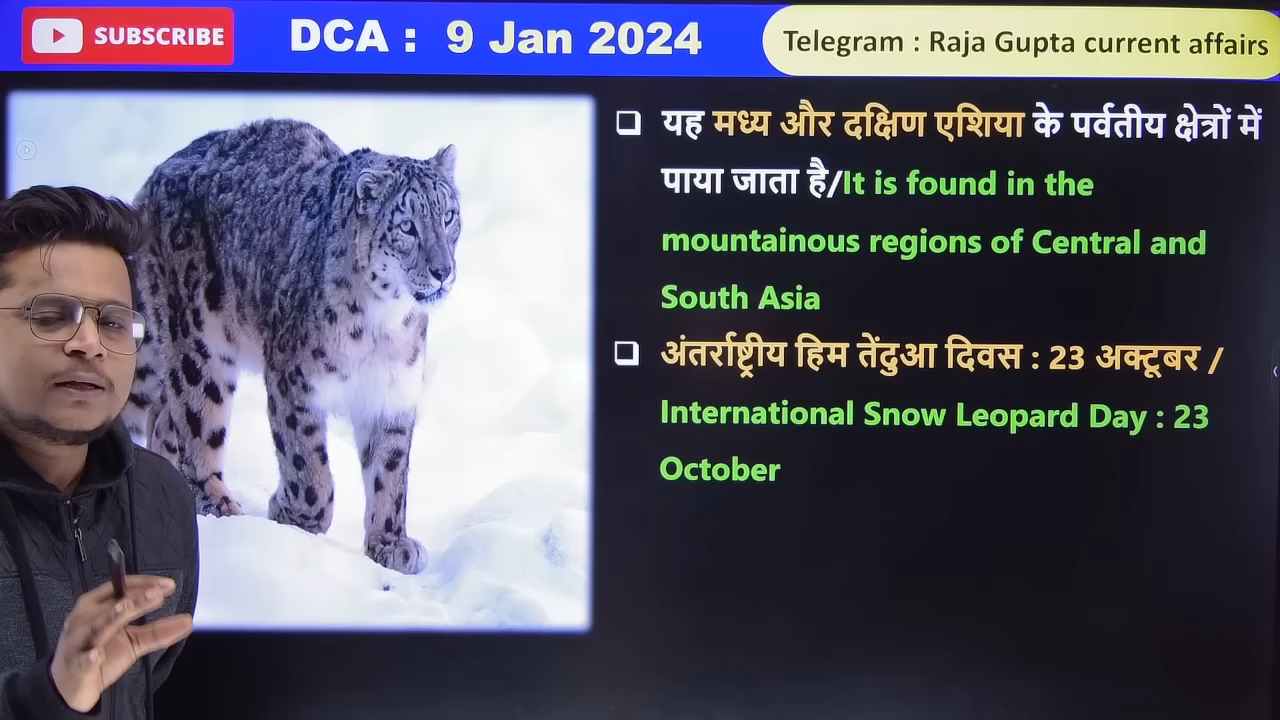 SUBSCRIBE
DCA : 9 Jan 2024
Telegram : Raja Gupta current affairs
यह मध्य और दक्षिण एशिया के पर्वतीय क्षेत्रों में
पाया जाता है/It is found in the
mountainous regions of Central and
South Asia
अंतर्राष्ट्रीय हिम तेंदुआ दिवस : 23 अक्टूबर /
International Snow Leopard Day : 23
October